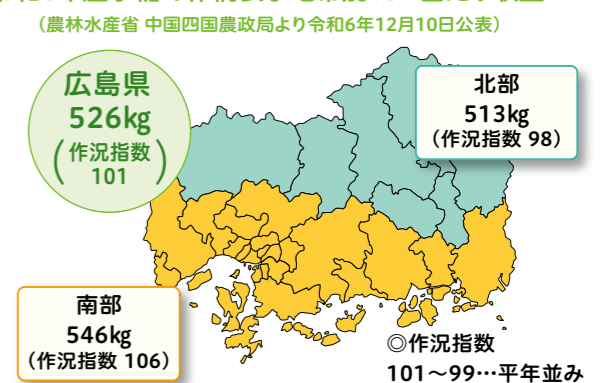 （農林水産省 中国四国農政局より令和6年12月10日公表）
広島県
526kg
（作況指数
101）
北部
513kg
（作況指数 98）
南部
546kg
（作況指数 106）
◎作況指数
101～99…平年並み